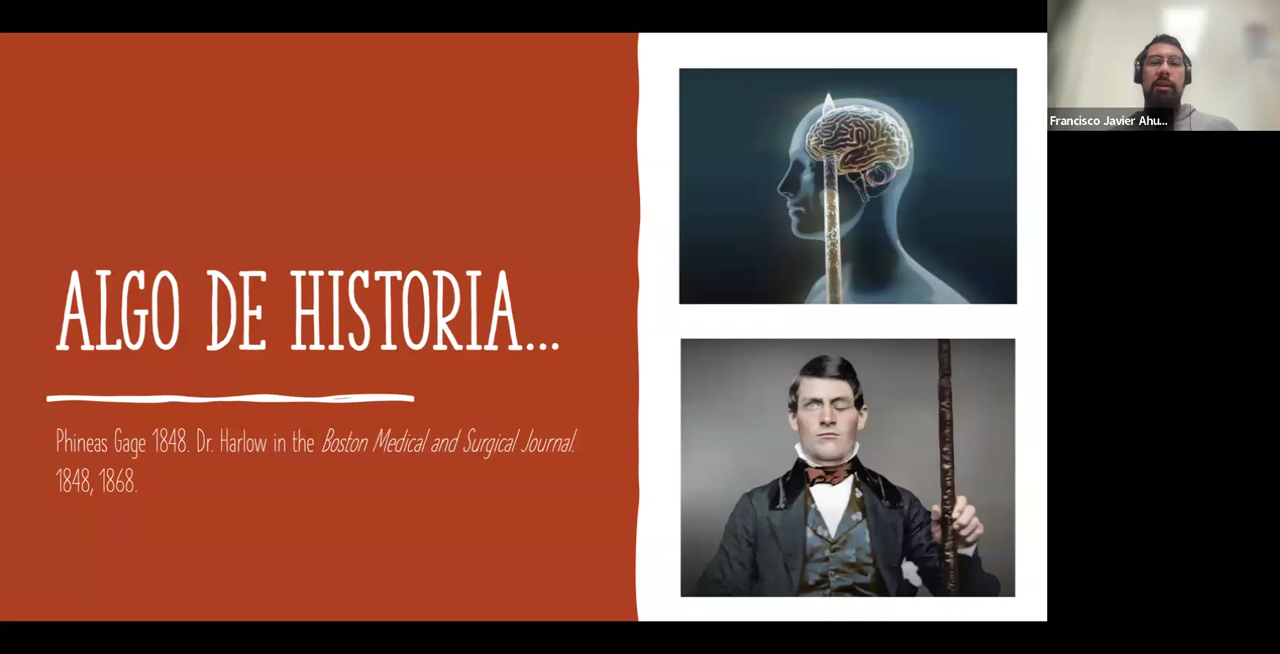 ALGO DE HISTORIA...
Phineas Gage 1848. Dr. Harlow in the Boston Medical and Surgical Journal.
1848, 1868.
Francisco Javier Ahu...